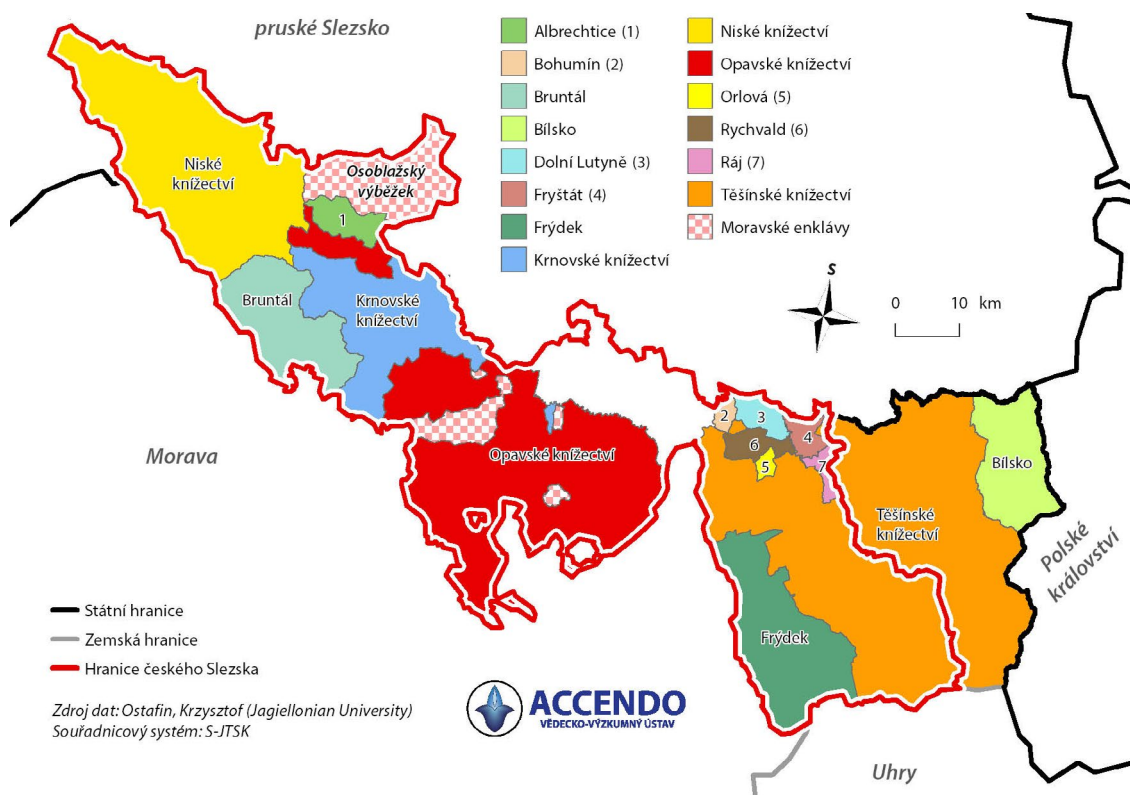 pruské Slezsko
Albrechtice (1)
Bohumín (2)
Bruntál
Bílsko
Dolní Lutyně (3)
Fryštát (4)
Frýdek
Krnovské knížectví
Niské knížectví
Opavské knížectví
Orlová (5)
Rychvald (6)
Ráj (7)
Těšínské knížectví
Moravské enklávy
Niské
knížectví
Osoblažský
výběžek
1
Bruntál
Krnovské
knížectví
S
0 10 km
Morava
Opavské knížectví
2
3
4
6
5
7
Bílsko
Těšínské
knížectví
Polské
království
Frýdek
Státní hranice
Zemská hranice
Hranice českého Slezska
Zdroj dat: Ostafin, Krzysztof (Jagiellonian University)
Souřadnicový systém: S-JTSK
ACCENDO
VĚDECKO-VÝZKUMNÝ ÚSTAV
Uhry